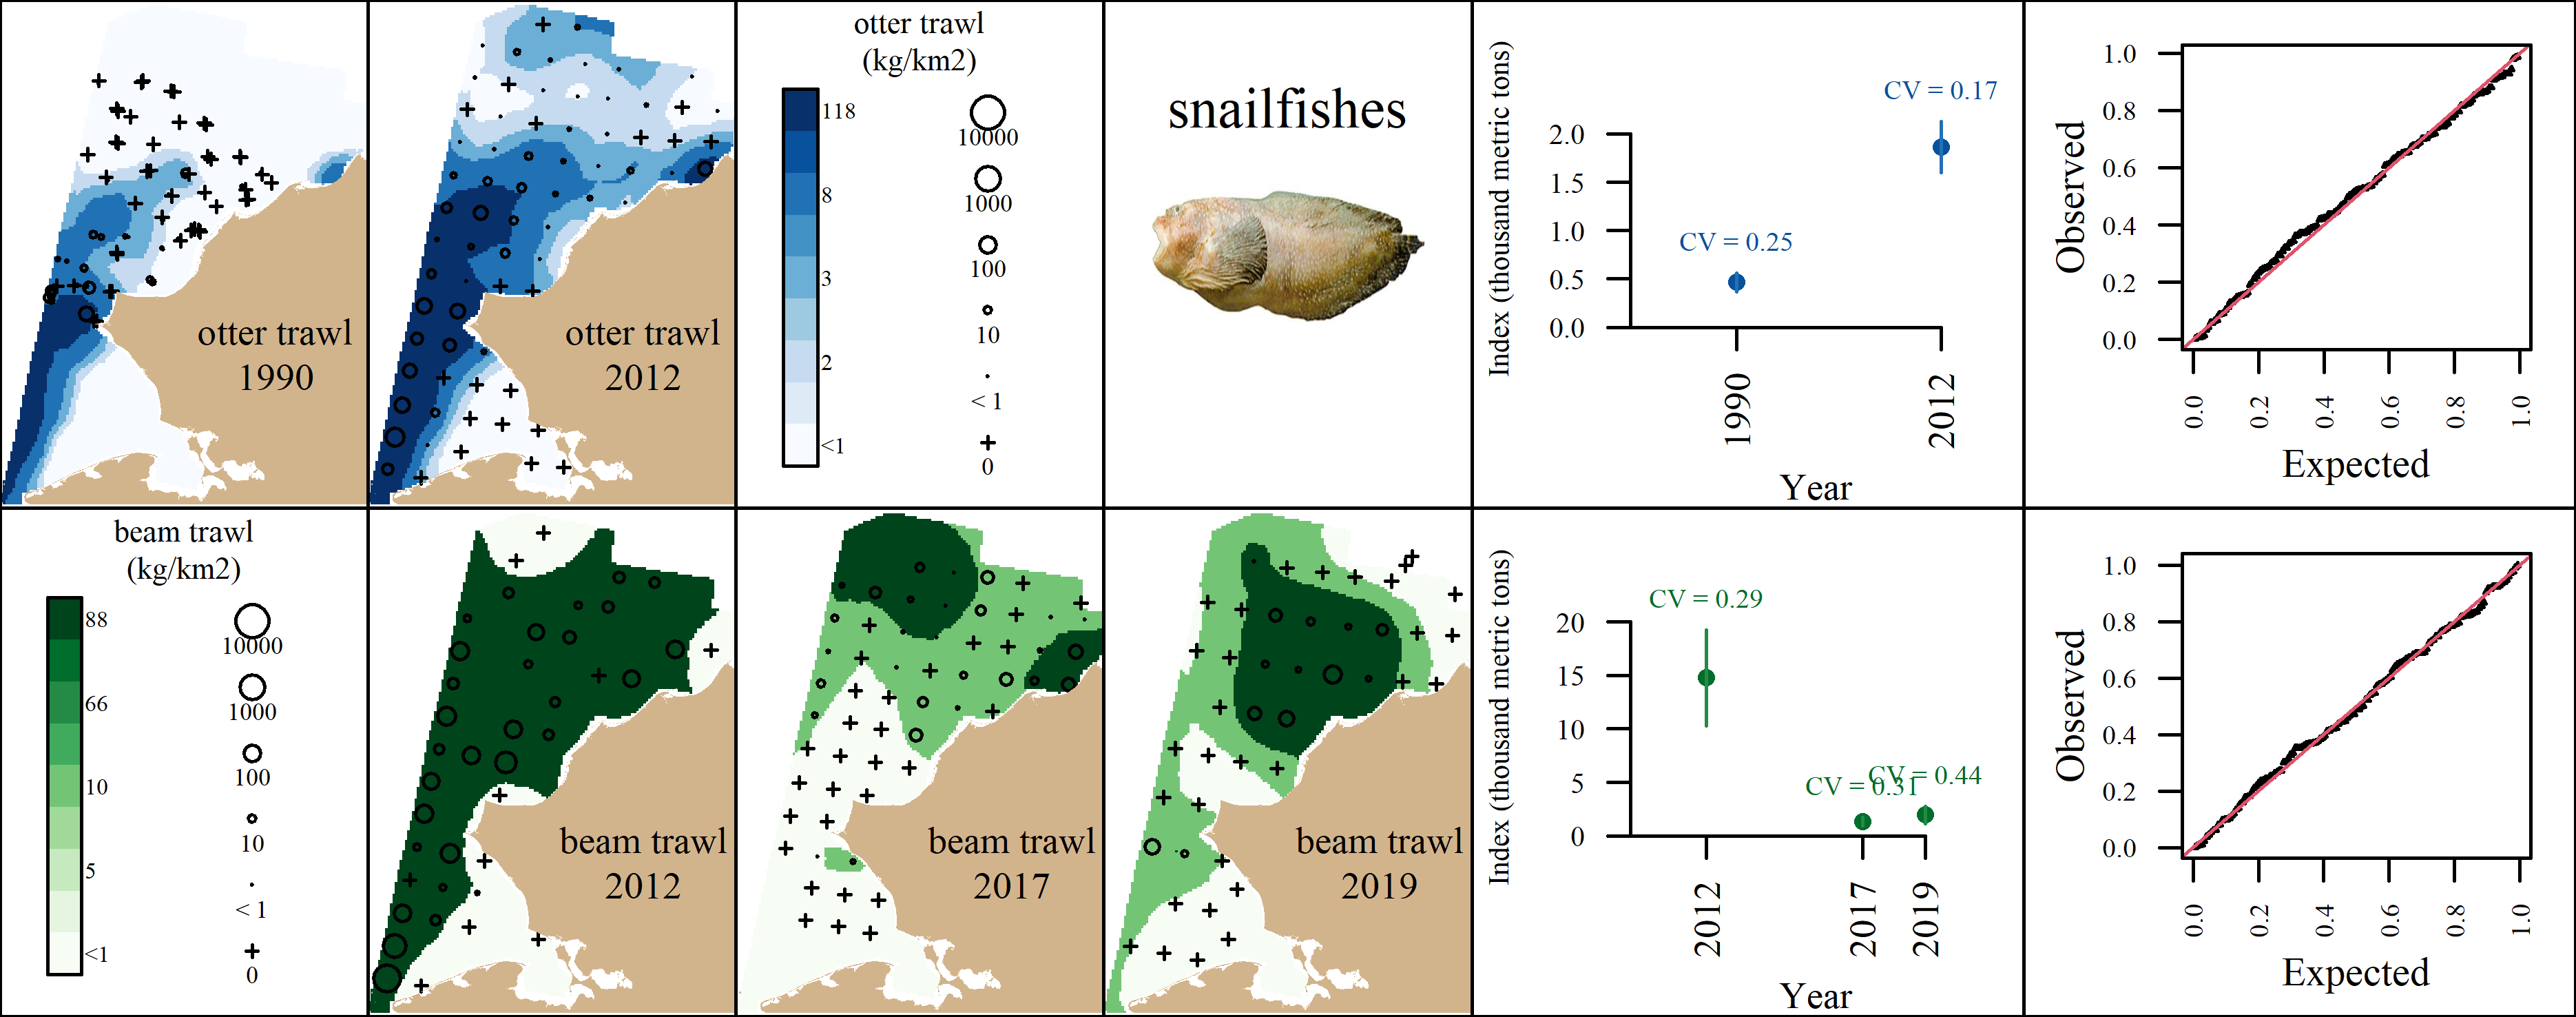 otter trawl
1990
otter trawl
2012
otter trawl
(kg/km2)
118
8
3
2
<1
10000
1000
100
10
< 1
0
snailfishes
Index (thousand metric tons)
2.0
1.5
1.0
0.5
0.0
CV = 0.25
CV = 0.17
1990
2012
Year
Observed
1.0
0.8
0.6
0.4
0.2
0.0
0.0
0.2
0.4
0.6
0.8
1.0
Expected
beam trawl
(kg/km2)
88
66
10
5
<1
10000
1000
100
10
< 1
0
beam trawl
2012
beam trawl
2017
beam trawl
2019
Index (thousand metric tons)
20
15
10
5
0
CV = 0.29
CV = 0.31
CV = 0.44
2012
2017
2019
Year
Observed
1.0
0.8
0.6
0.4
0.2
0.0
0.0
0.2
0.4
0.6
0.8
1.0
Expected